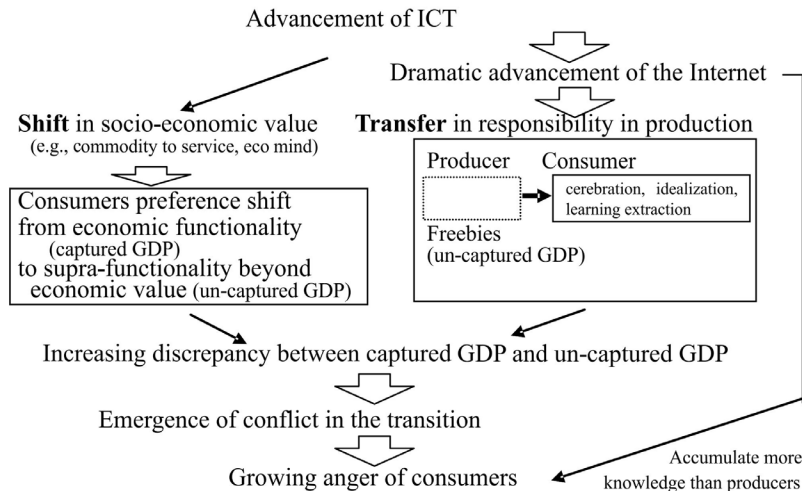 Advancement of ICT
Dramatic advancement of the Internet
Shift in socio-economic value
(e.g., commodity to service, eco mind)
Transfer in responsibility in production
Consumers preference shift
from economic functionality
(captured GDP)
to supra-functionality beyond
economic value (un-captured GDP)
Producer
Consumer
cerebration, idealization,
learning extraction
Freebies
(un-captured GDP)
Increasing discrepancy between captured GDP and un-captured GDP
Emergence of conflict in the transition
Growing anger of consumers
Accumulate more
knowledge than producers